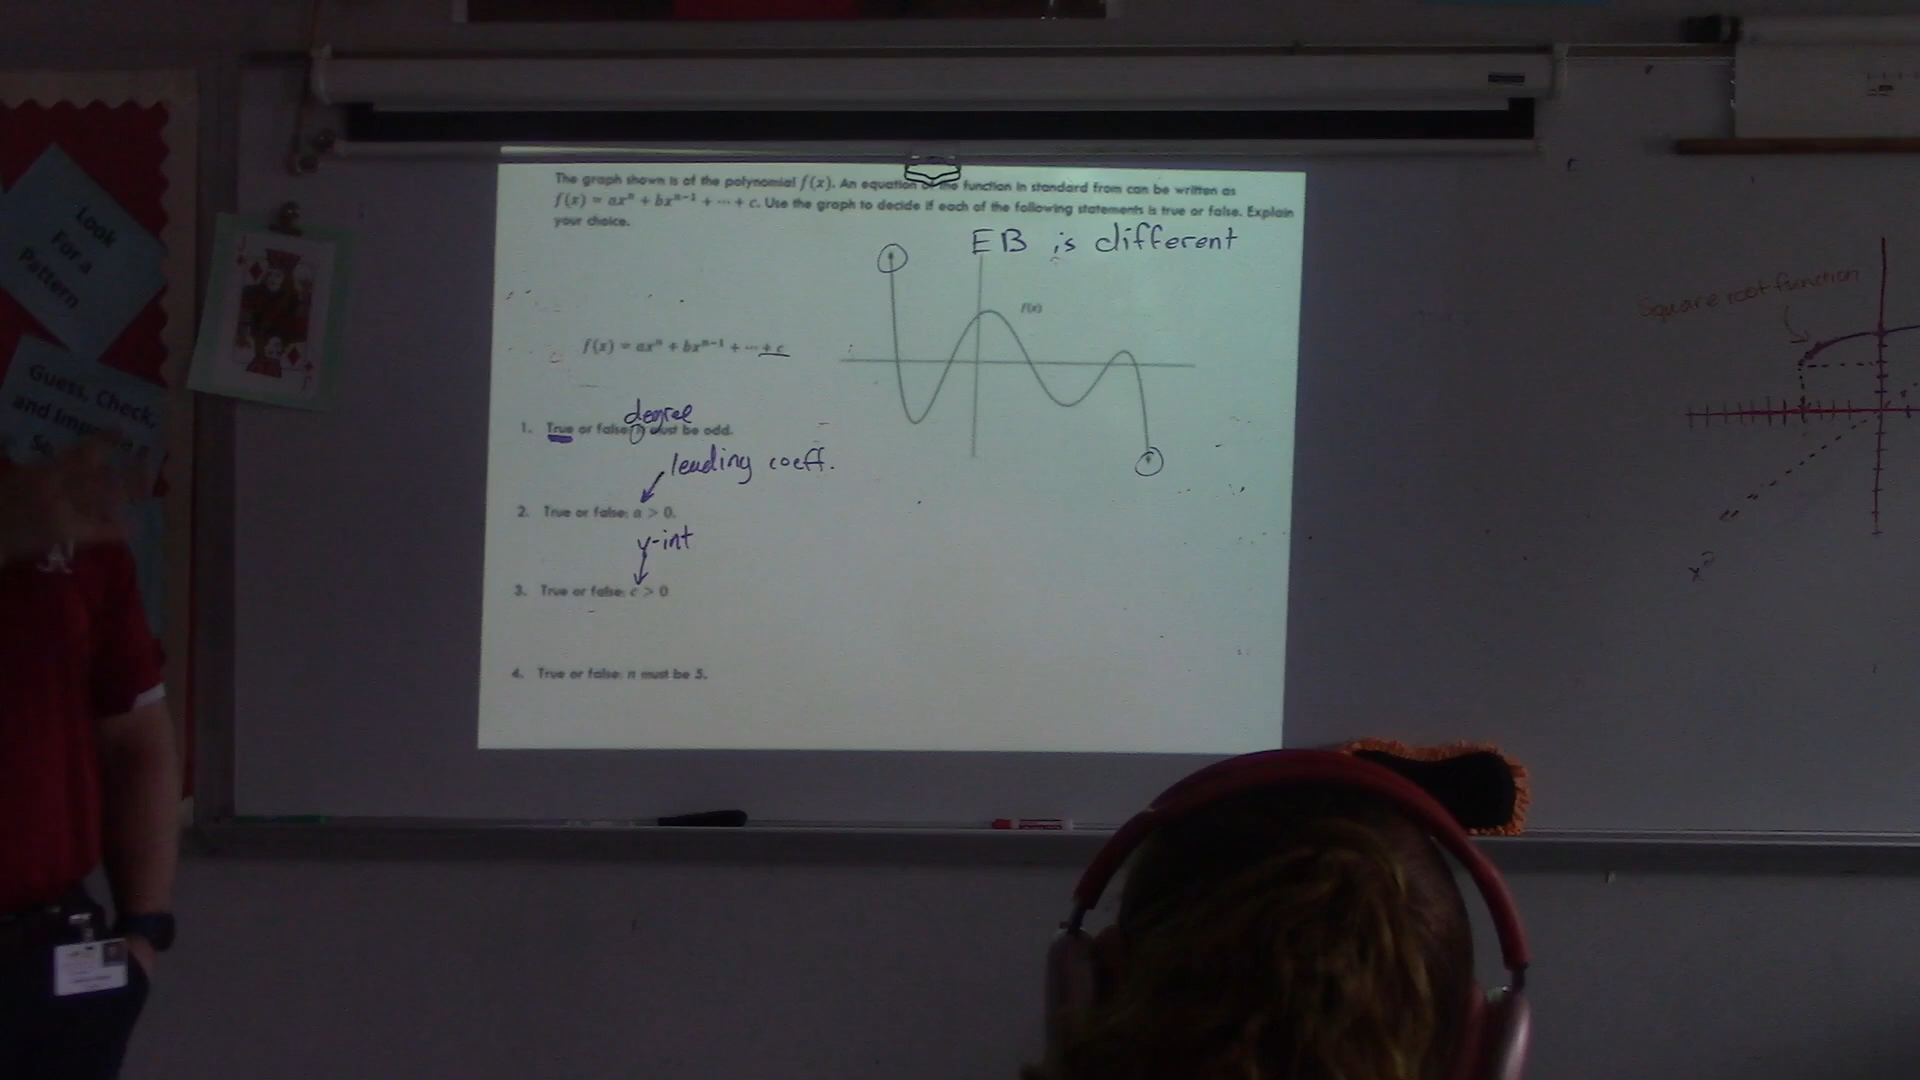 Look
For a
Pattern
Guess, Check,
and Improve
J
J
The graph shown is of the polynomial f(x). An equation of the function in standard from can be written as
f(x) = axⁿ + bxⁿ⁻¹ + ··· + c. Use the graph to decide if each of the following statements is true or false. Explain
your choice.
EB is different
f(x)
f(x) = axⁿ + bxⁿ⁻¹ + ··· + c
degree
1. True or false: n must be odd.
leading coeff.
2. True or false: a > 0.
y-int
3. True or false: c > 0
4. True or false: n must be 5.
Square root function
x²
A